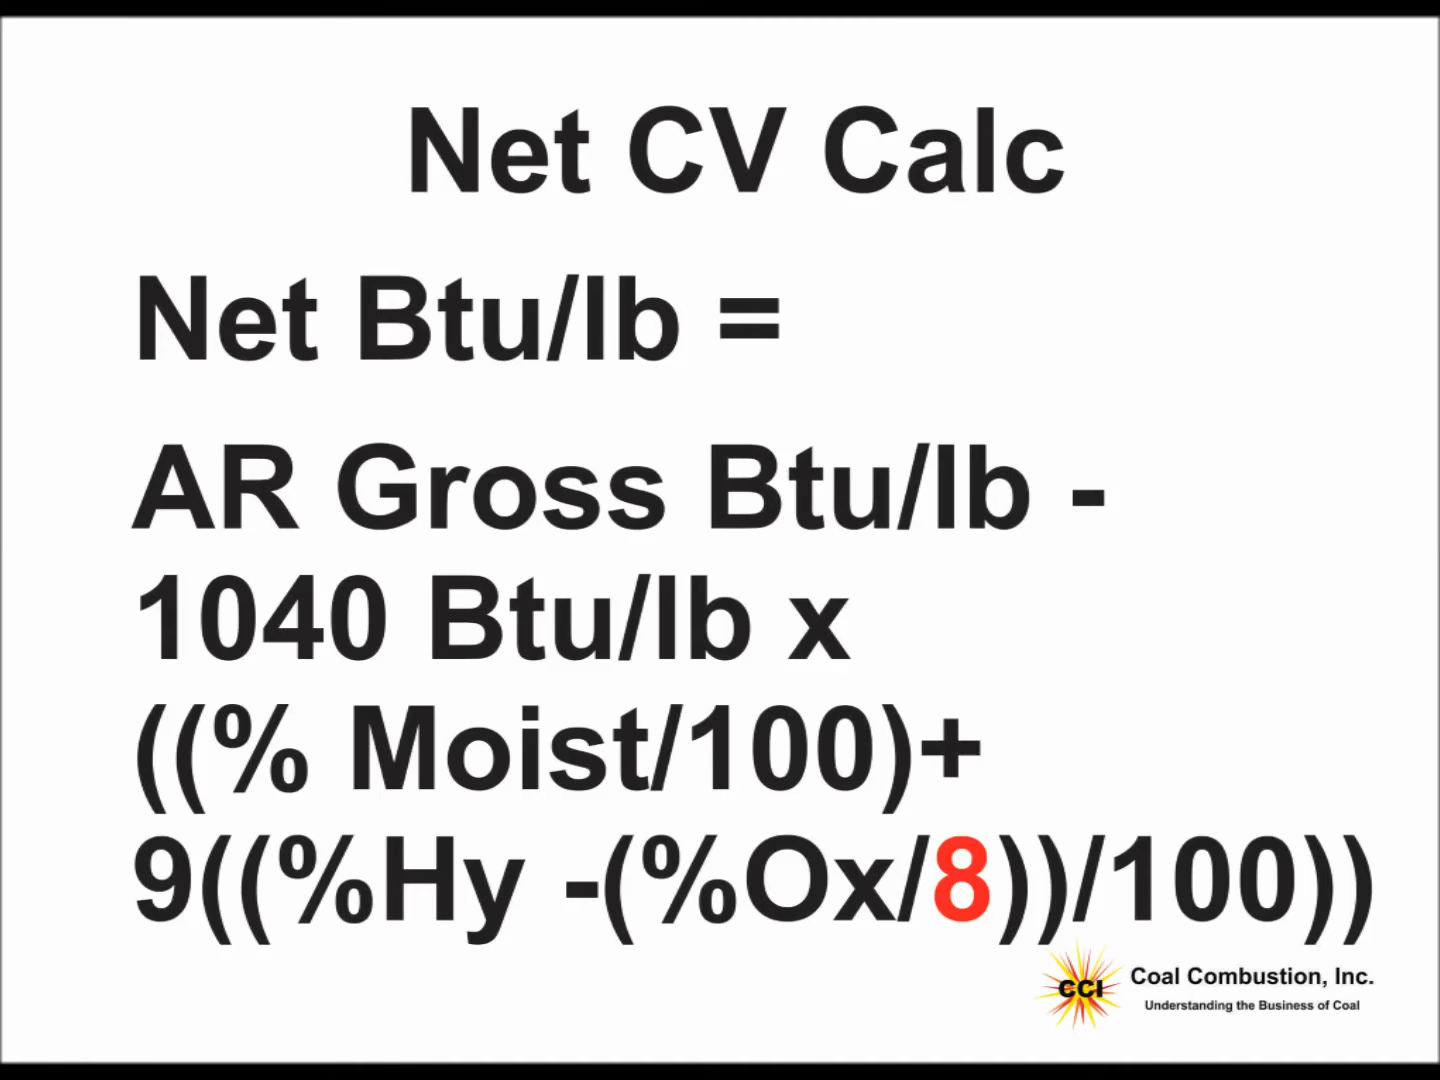 Net CV Calc
Net Btu/lb =
AR Gross Btu/lb -
1040 Btu/lb x
((% Moist/100)+
9((%Hy -(%Ox/8))/100))
CCI Coal Combustion, Inc.
Understanding the Business of Coal